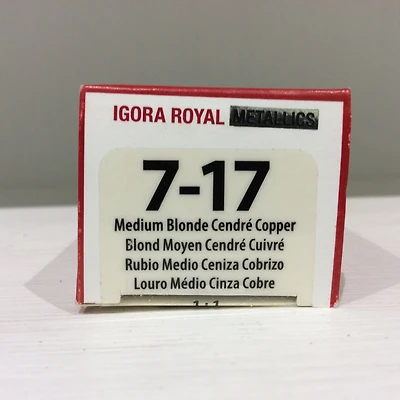 IGORA ROYAL METALLICS
7-17
Medium Blonde Cendré Copper
Blond Moyen Cendré Cuivré
Rubio Medio Ceniza Cobrizo
Louro Médio Cinza Cobre
1:1